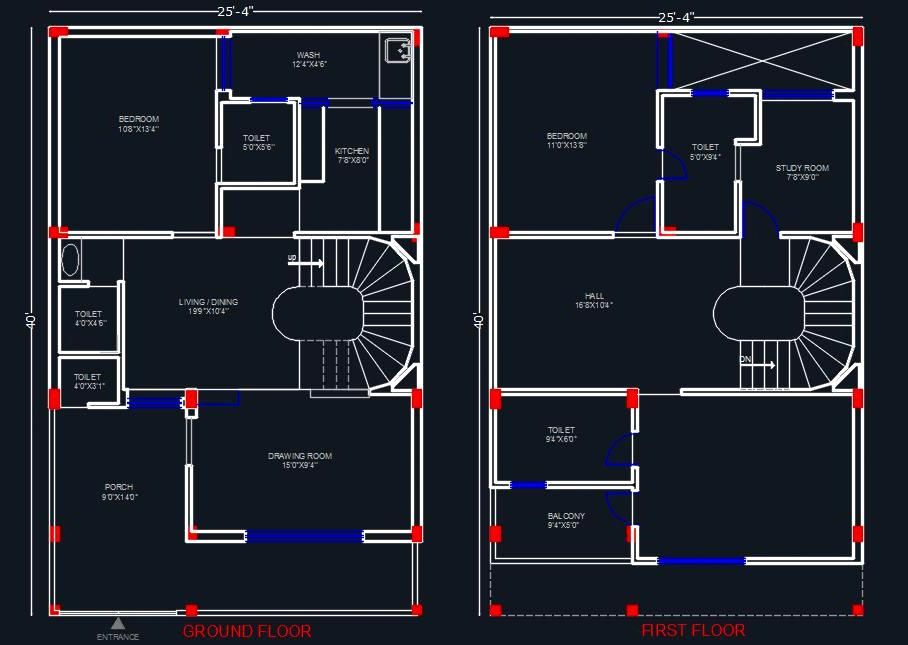 25'-4"
40'
WASH
12'4"X4'6"
BEDROOM
10'8"X13'4"
TOILET
5'0"X5'6"
KITCHEN
7'8"X8'0"
UP
LIVING / DINING
19'9"X10'4"
TOILET
4'0"X4'6"
TOILET
4'0"X3'1"
DRAWING ROOM
15'0"X9'4"
PORCH
9'0"X14'0"
ENTRANCE
GROUND FLOOR
25'-4"
40'
BEDROOM
11'0"X13'8"
TOILET
5'0"X9'4"
STUDY ROOM
7'8"X9'0"
HALL
16'8"X10'4"
DN
TOILET
9'4"X6'0"
BALCONY
9'4"X5'0"
FIRST FLOOR